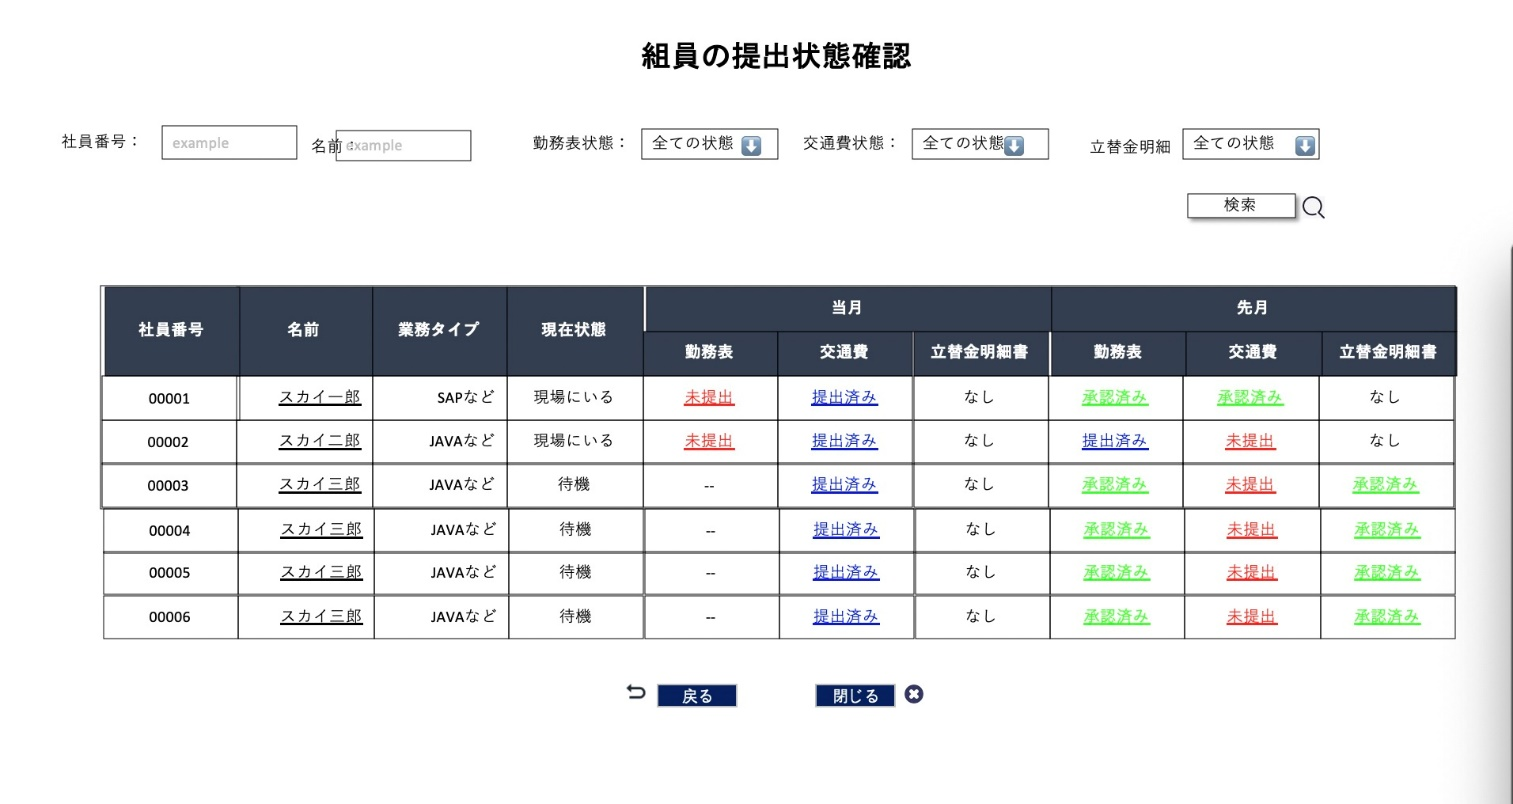 組員の提出状態確認
社員番号： example 名前： example 勤務表状態： 全ての状態 交通費状態： 全ての状態 立替金明細 全ての状態
検索
社員番号 名前 業務タイプ 現在状態 当月 先月
勤務表 交通費 立替金明細書 勤務表 交通費 立替金明細書
00001 スカイ一郎 SAPなど 現場にいる 未提出 提出済み なし 承認済み 承認済み なし
00002 スカイ二郎 JAVAなど 現場にいる 未提出 提出済み なし 提出済み 未提出 なし
00003 スカイ三郎 JAVAなど 待機 -- 提出済み なし 承認済み 未提出 承認済み
00004 スカイ三郎 JAVAなど 待機 -- 提出済み なし 承認済み 未提出 承認済み
00005 スカイ三郎 JAVAなど 待機 -- 提出済み なし 承認済み 未提出 承認済み
00006 スカイ三郎 JAVAなど 待機 -- 提出済み なし 承認済み 未提出 承認済み
戻る 閉じる